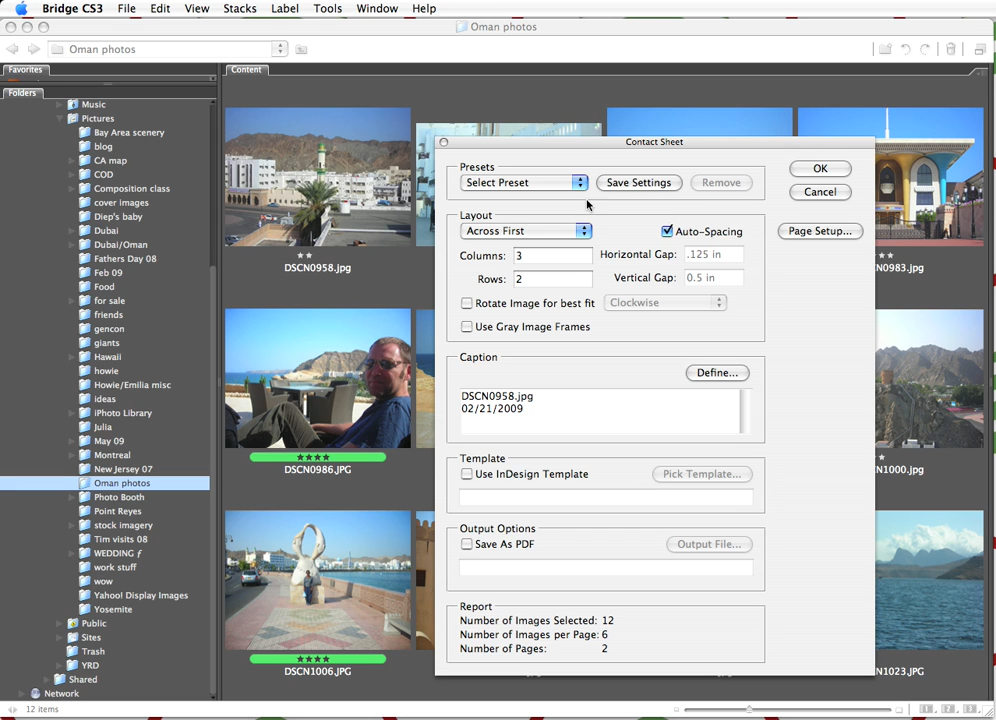 Bridge CS3 File Edit View Stacks Label Tools Window Help
Oman photos
Oman photos
Favorites
Content
Folders
Music
Pictures
Bay Area scenery
blog
CA map
COD
Composition class
cover images
Diep's baby
Dubai
Dubai/Oman
Fathers Day 08
Feb 09
Food
for sale
friends
gencon
giants
Hawaii
howie
Howie/Emilia misc
ideas
iPhoto Library
Julia
May 09
Montreal
New Jersey 07
Oman photos
Photo Booth
Point Reyes
stock imagery
Tim visits 08
WEDDING ƒ
work stuff
wow
Yahoo! Display Images
Yosemite
Public
Sites
Trash
YRD
Shared
Network
12 items
DSCN0958.jpg
N0983.jpg
DSCN0986.JPG
N1000.jpg
DSCN1006.JPG
N1023.jpg
Contact Sheet
Presets
Select Preset
Save Settings
Remove
OK
Cancel
Layout
Across First
Auto-Spacing
Page Setup...
Columns: 3
Horizontal Gap: .125 in
Rows: 2
Vertical Gap: 0.5 in
Rotate Image for best fit
Clockwise
Use Gray Image Frames
Caption
Define...
DSCN0958.jpg
02/21/2009
Template
Use InDesign Template
Pick Template...
Output Options
Save As PDF
Output File...
Report
Number of Images Selected: 12
Number of Images per Page: 6
Number of Pages: 2
1 2 3